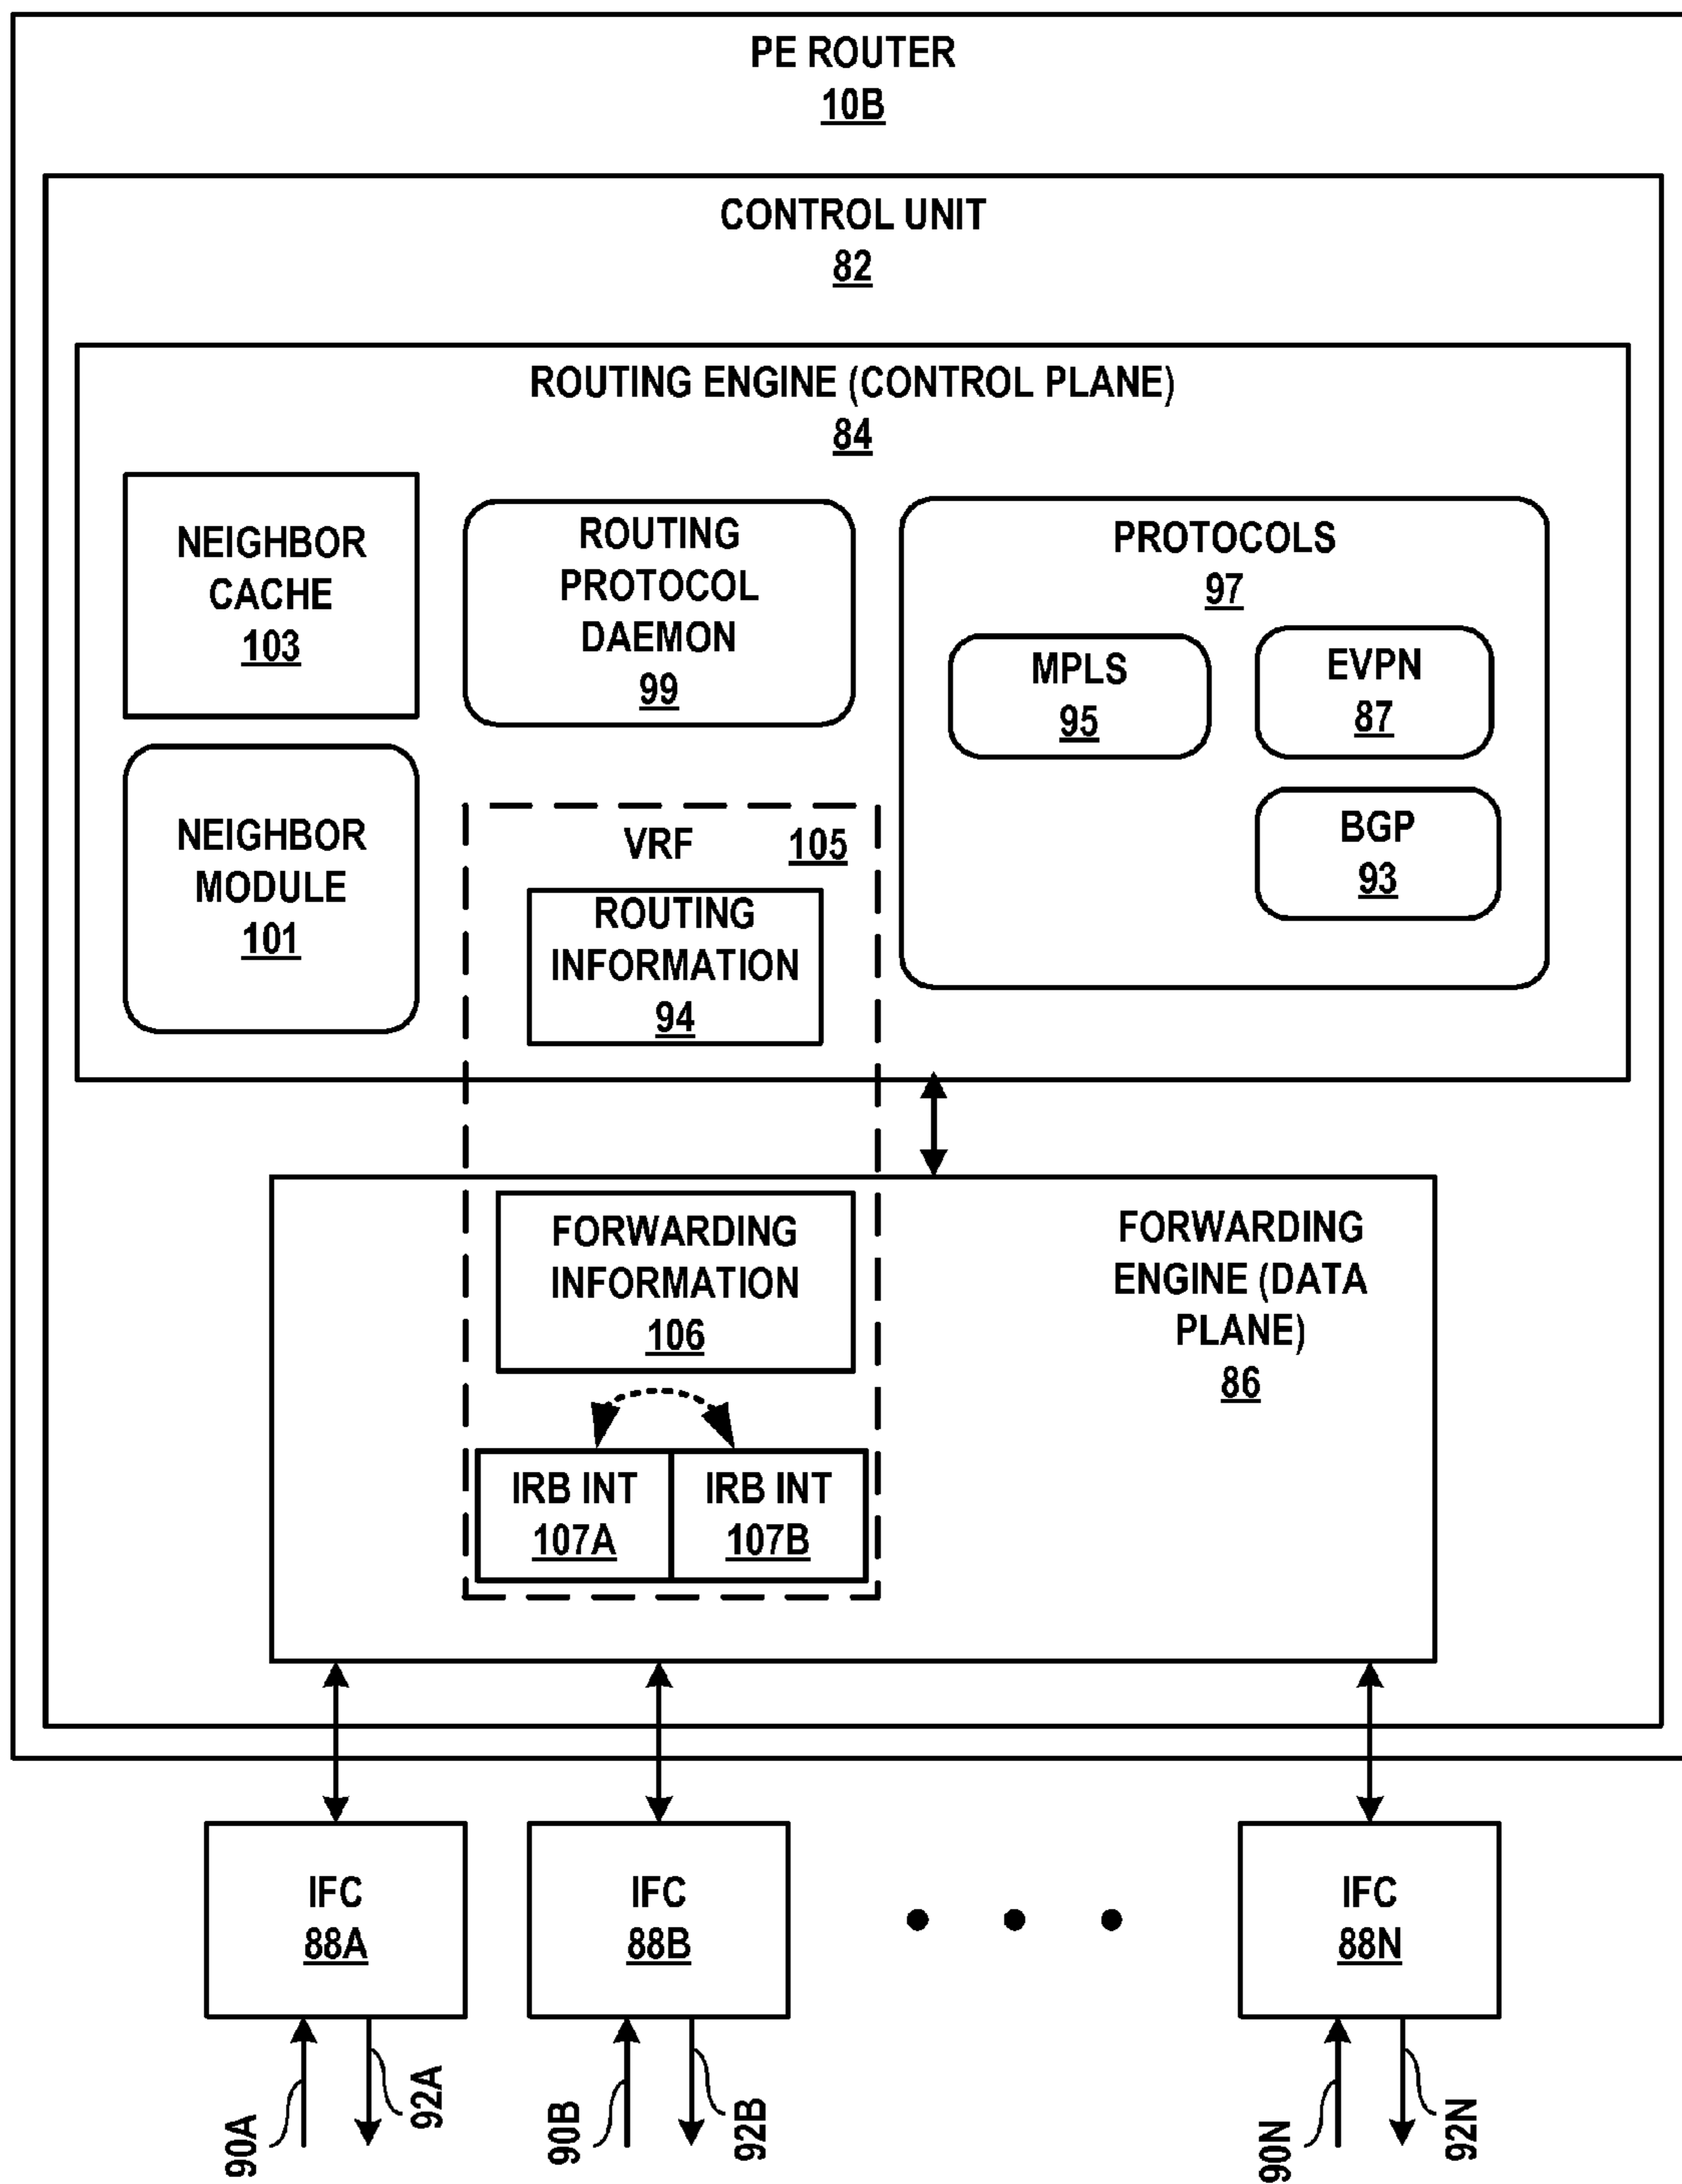 PE ROUTER
10B
CONTROL UNIT
82
ROUTING ENGINE (CONTROL PLANE)
84
NEIGHBOR
CACHE
103
ROUTING
PROTOCOL
DAEMON
99
PROTOCOLS
97
MPLS
95
EVPN
87
BGP
93
NEIGHBOR
MODULE
101
VRF 105
ROUTING
INFORMATION
94
FORWARDING
INFORMATION
106
FORWARDING
ENGINE (DATA
PLANE)
86
IRB INT
107A
IRB INT
107B
IFC
88A
IFC
88B
IFC
88N
90A
92A
90B
92B
90N
92N